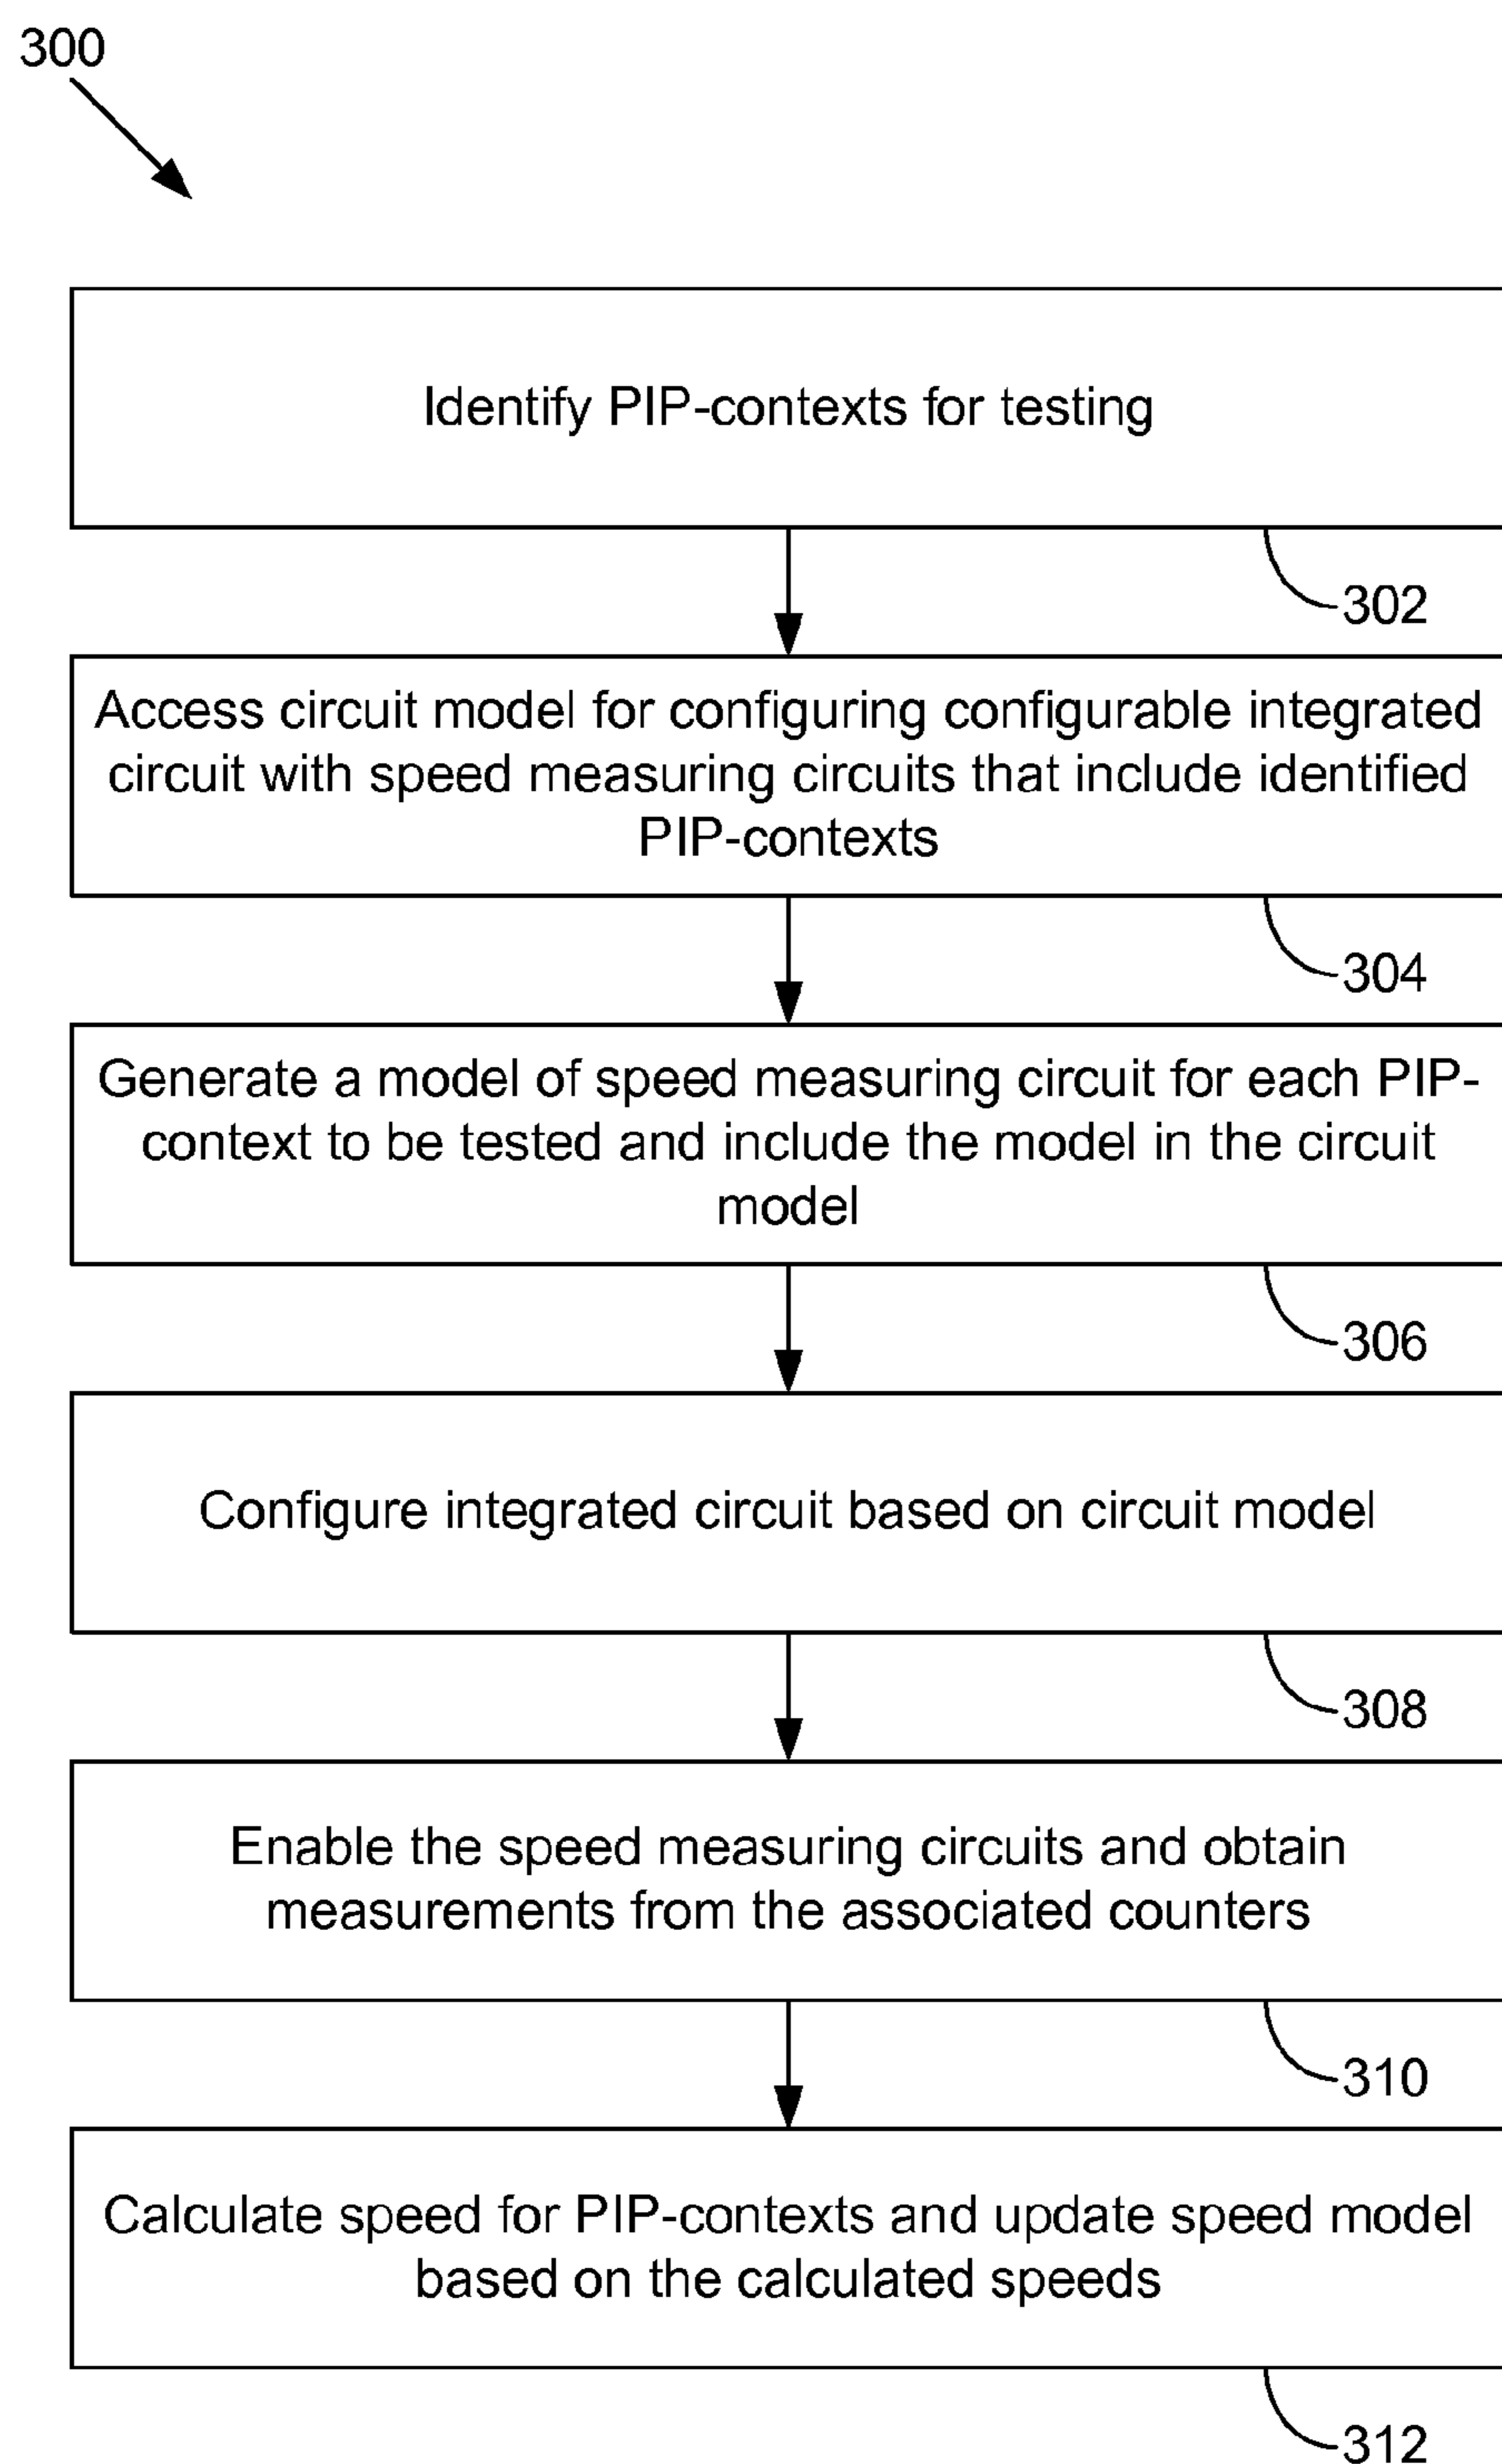 300
Identify PIP-contexts for testing
302
Access circuit model for configuring configurable integrated
circuit with speed measuring circuits that include identified
PIP-contexts
304
Generate a model of speed measuring circuit for each PIP-
context to be tested and include the model in the circuit
model
306
Configure integrated circuit based on circuit model
308
Enable the speed measuring circuits and obtain
measurements from the associated counters
310
Calculate speed for PIP-contexts and update speed model
based on the calculated speeds
312